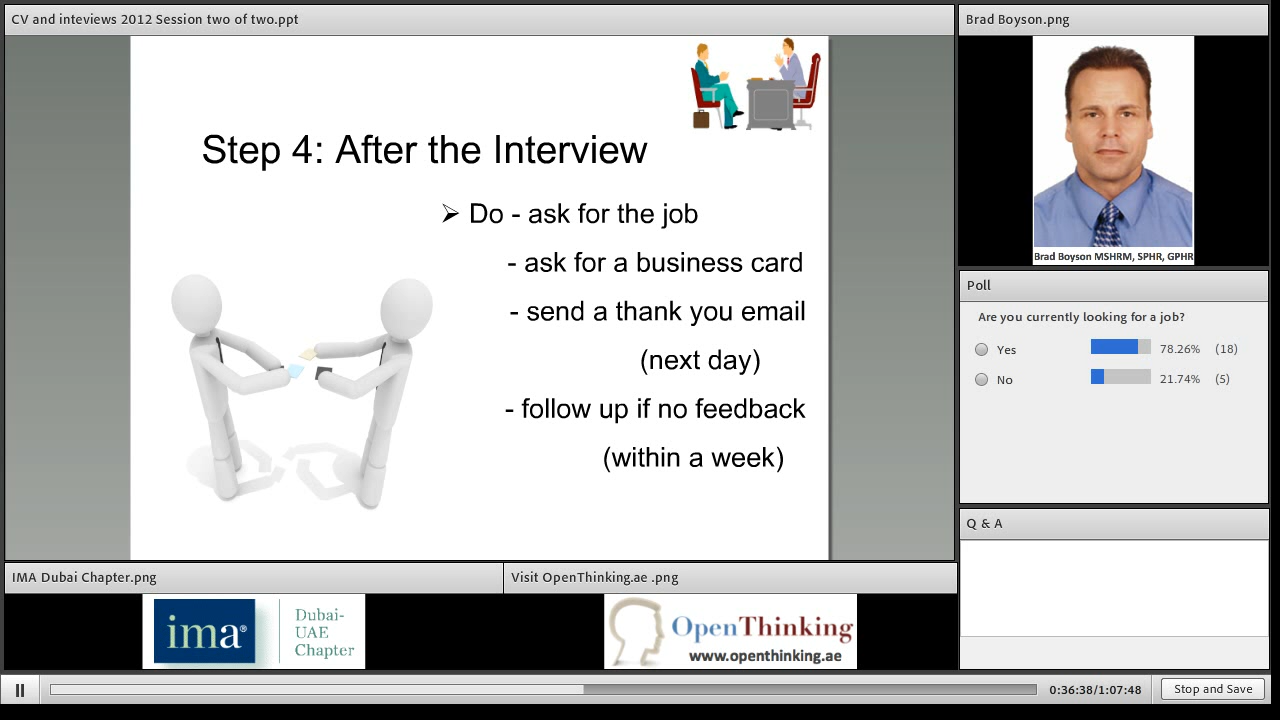 CV and inteviews 2012 Session two of two.ppt
Step 4: After the Interview
➢ Do - ask for the job
- ask for a business card
- send a thank you email
(next day)
- follow up if no feedback
(within a week)
Brad Boyson.png
Brad Boyson MSHRM, SPHR, GPHR
Poll
Are you currently looking for a job?
Yes 78.26% (18)
No 21.74% (5)
Q & A
IMA Dubai Chapter.png
ima®
Dubai-
UAE
Chapter
Visit OpenThinking.ae .png
OpenThinking
www.openthinking.ae
0:36:38/1:07:48
Stop and Save